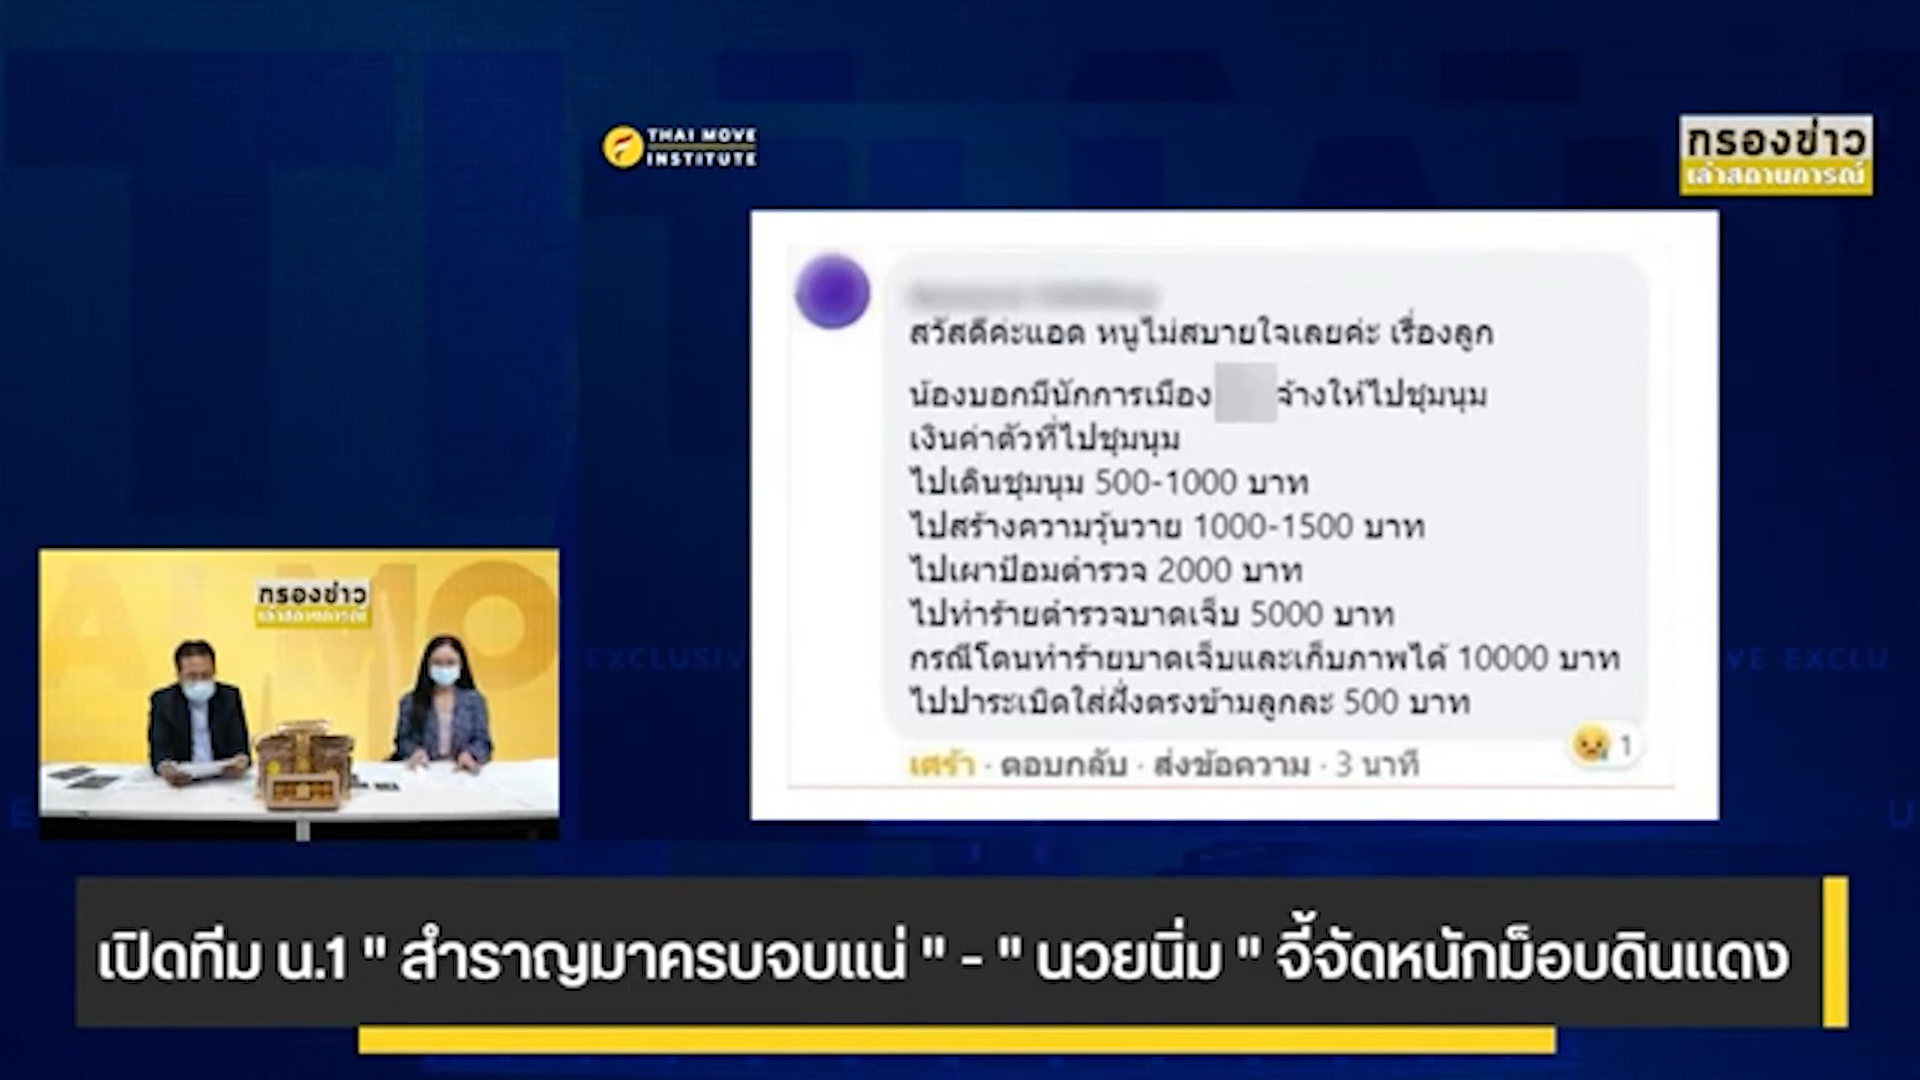 THAI MOVE
INSTITUTE
กรองข่าว
เล่าสถานการณ์
สวัสดีค่ะแอด หนูไม่สบายใจเลยค่ะ เรื่องลูก
น้องบอกมีนักการเมือง จ้างให้ไปชุมนุม
เงินค่าตัวที่ไปชุมนุม
ไปเดินชุมนุม 500-1000 บาท
ไปสร้างความวุ้นวาย 1000-1500 บาท
ไปเผาป้อมตำรวจ 2000 บาท
ไปทำร้ายตำรวจบาดเจ็บ 5000 บาท
กรณีโดนทำร้ายบาดเจ็บและเก็บภาพได้ 10000 บาท
ไปปาระเบิดใส่ฝั่งตรงข้ามลูกละ 500 บาท
1
เศร้า · ตอบกลับ · ส่งข้อความ · 3 นาที
กรองข่าว
เล่าสถานการณ์
EXCLUSIV
VE EXCLU
เปิดทีม น.1 " สำราญมาครบจบแน่ " - " นวยนิ่ม " จี้จัดหนักม็อบดินแดง